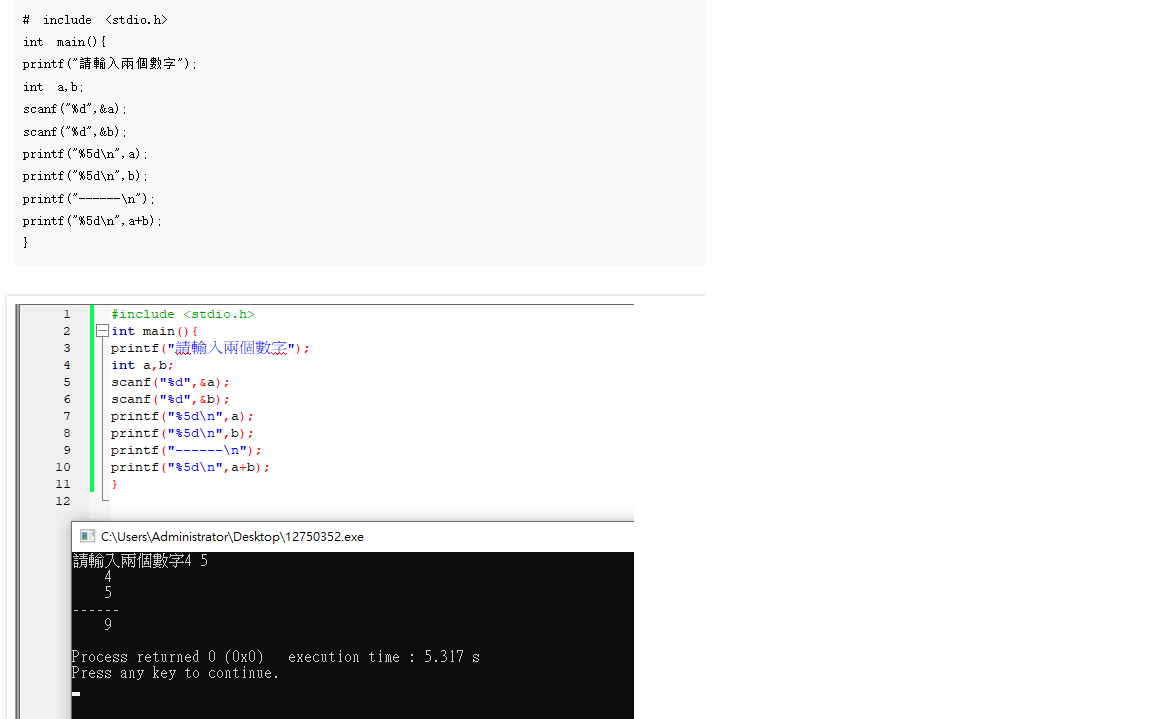 # include <stdio.h>
int main(){
printf("請輸入兩個數字");
int a,b;
scanf("%d",&a);
scanf("%d",&b);
printf("%5d\n",a);
printf("%5d\n",b);
printf("------\n");
printf("%5d\n",a+b);
}
1 #include <stdio.h>
2 int main(){
3 printf("請輸入兩個數字");
4 int a,b;
5 scanf("%d",&a);
6 scanf("%d",&b);
7 printf("%5d\n",a);
8 printf("%5d\n",b);
9 printf("------\n");
10 printf("%5d\n",a+b);
11 }
12
C:\Users\Administrator\Desktop\12750352.exe
請輸入兩個數字4 5
4
5
------
9
Process returned 0 (0x0) execution time : 5.317 s
Press any key to continue.